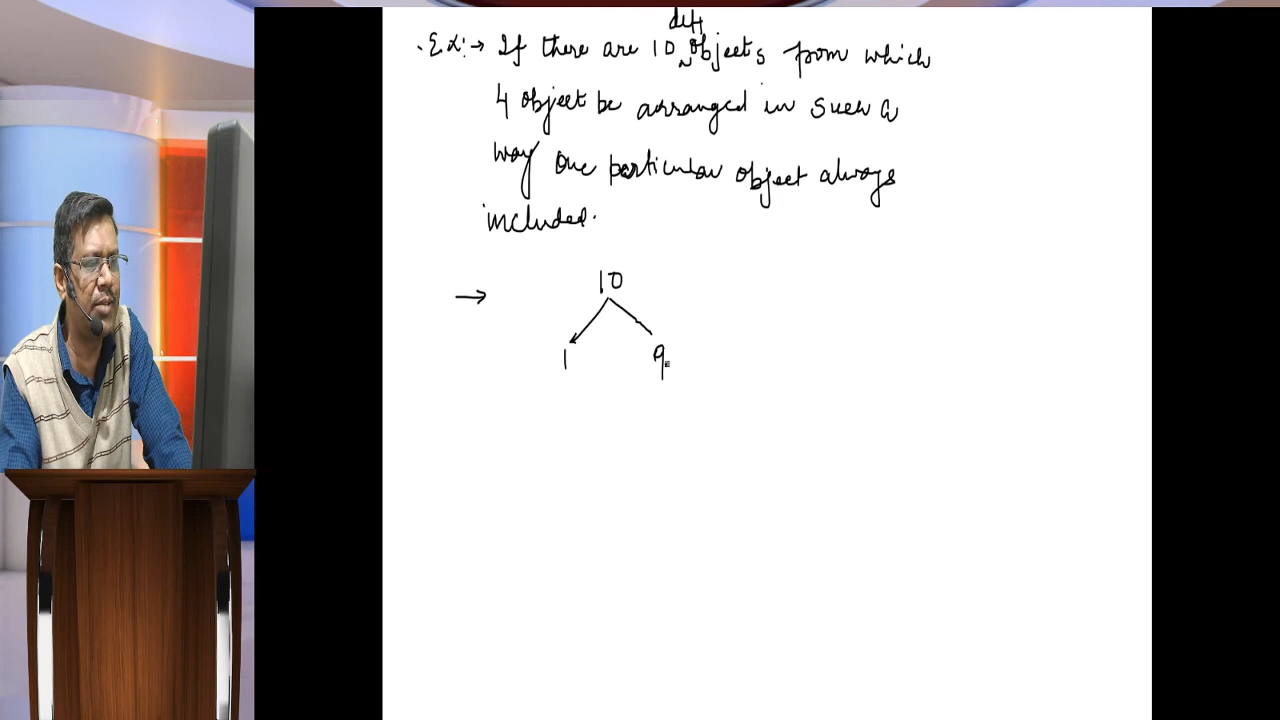 diff
Ex:→ If there are 10 objects from which
4 object be arranged in such a
way one particular object always
included.
→ 10
1 9